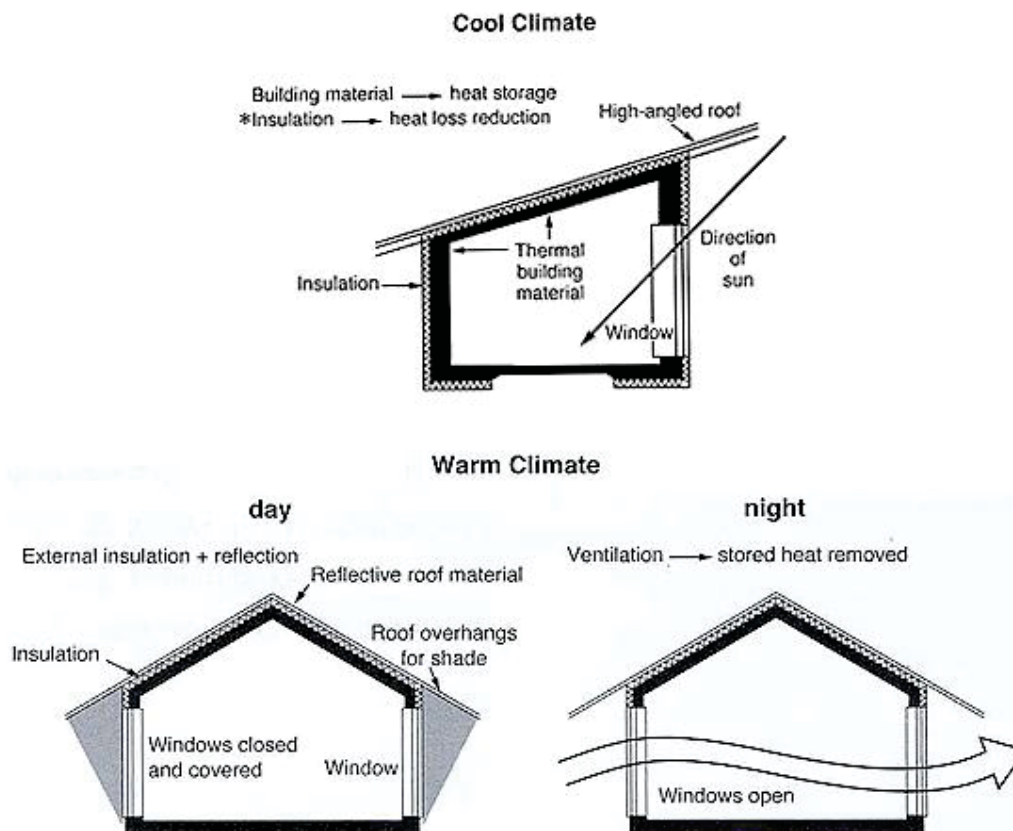 Cool Climate
Building material → heat storage
*Insulation → heat loss reduction
High-angled roof
Thermal
building
material
Direction
of
sun
Insulation
Window
Warm Climate
day
External insulation + reflection
Reflective roof material
Roof overhangs
for shade
Insulation
Windows closed
and covered
Window
night
Ventilation → stored heat removed
Windows open